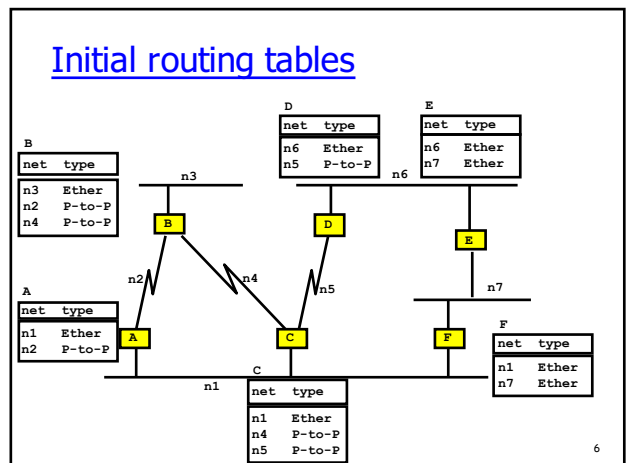 Initial routing tables
D
net type
n6 Ether
n5 P-to-P
E
net type
n6 Ether
n7 Ether
B
net type
n3 Ether
n2 P-to-P
n4 P-to-P
n3
n6
B
D
E
n2
n4
n5
n7
A
net type
n1 Ether
n2 P-to-P
A
C
F
F
net type
n1 Ether
n7 Ether
n1
C
net type
n1 Ether
n4 P-to-P
n5 P-to-P
6